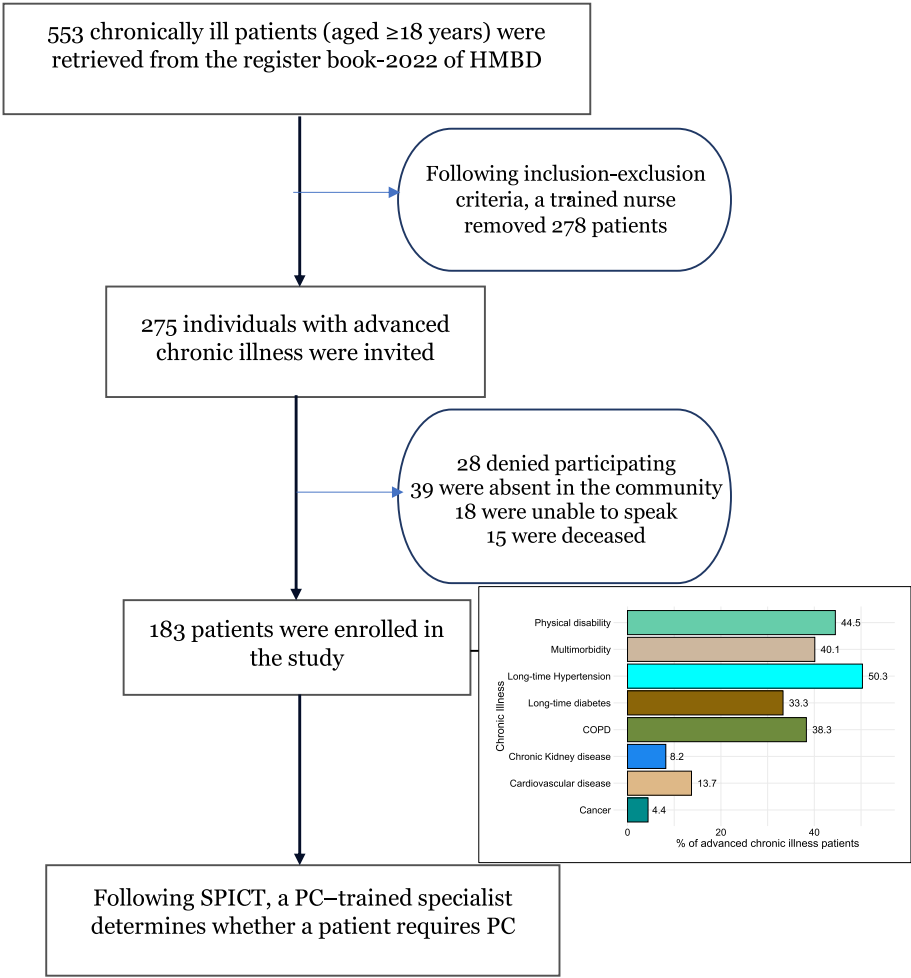 553 chronically ill patients (aged ≥18 years) were
retrieved from the register book-2022 of HMBD
Following inclusion-exclusion
criteria, a trained nurse
removed 278 patients
275 individuals with advanced
chronic illness were invited
28 denied participating
39 were absent in the community
18 were unable to speak
15 were deceased
183 patients were enrolled in
the study
Chronic Illness
Physical disability 44.5
Multimorbidity 40.1
Long-time Hypertension 50.3
Long-time diabetes 33.3
COPD 38.3
Chronic Kidney disease 8.2
Cardiovascular disease 13.7
Cancer 4.4
0 20 40
% of advanced chronic illness patients
Following SPICT, a PC–trained specialist
determines whether a patient requires PC